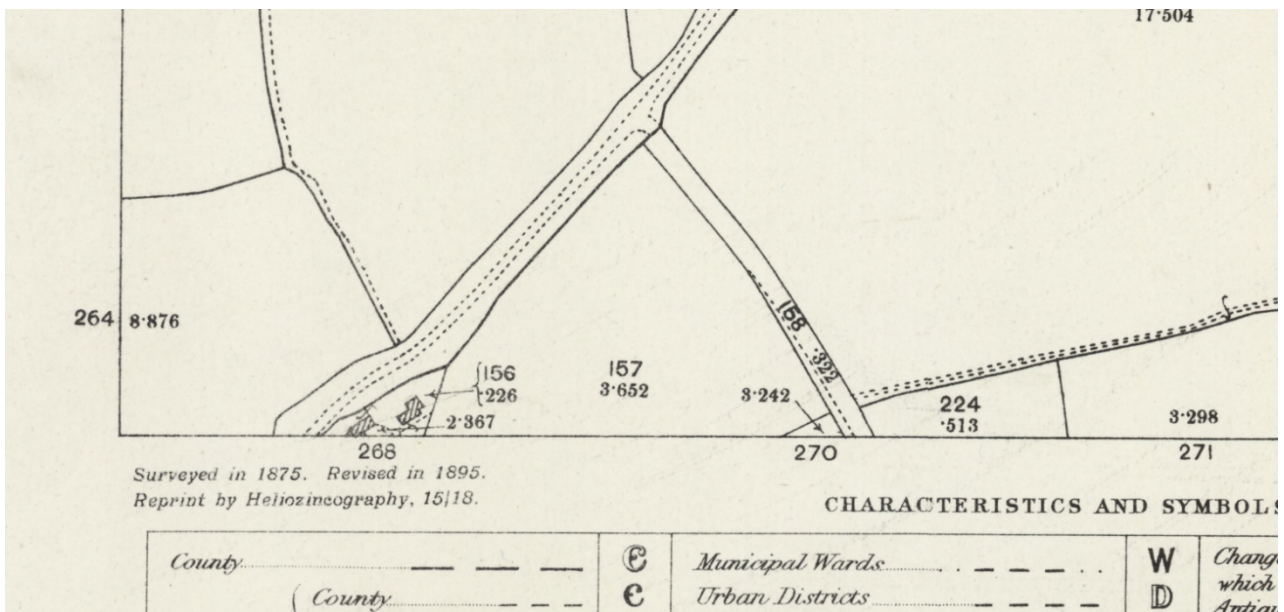 17·504
264 8·876
158 ·322
156
·226
2·367
157
3·652
3·242
224
·513
3·298
268
270
271
Surveyed in 1875. Revised in 1895.
Reprint by Heliozincography, 15/18.
CHARACTERISTICS AND SYMBOLS
County
C
Municipal Wards
W
Change
which
County
C
Urban Districts
D
Antiqu